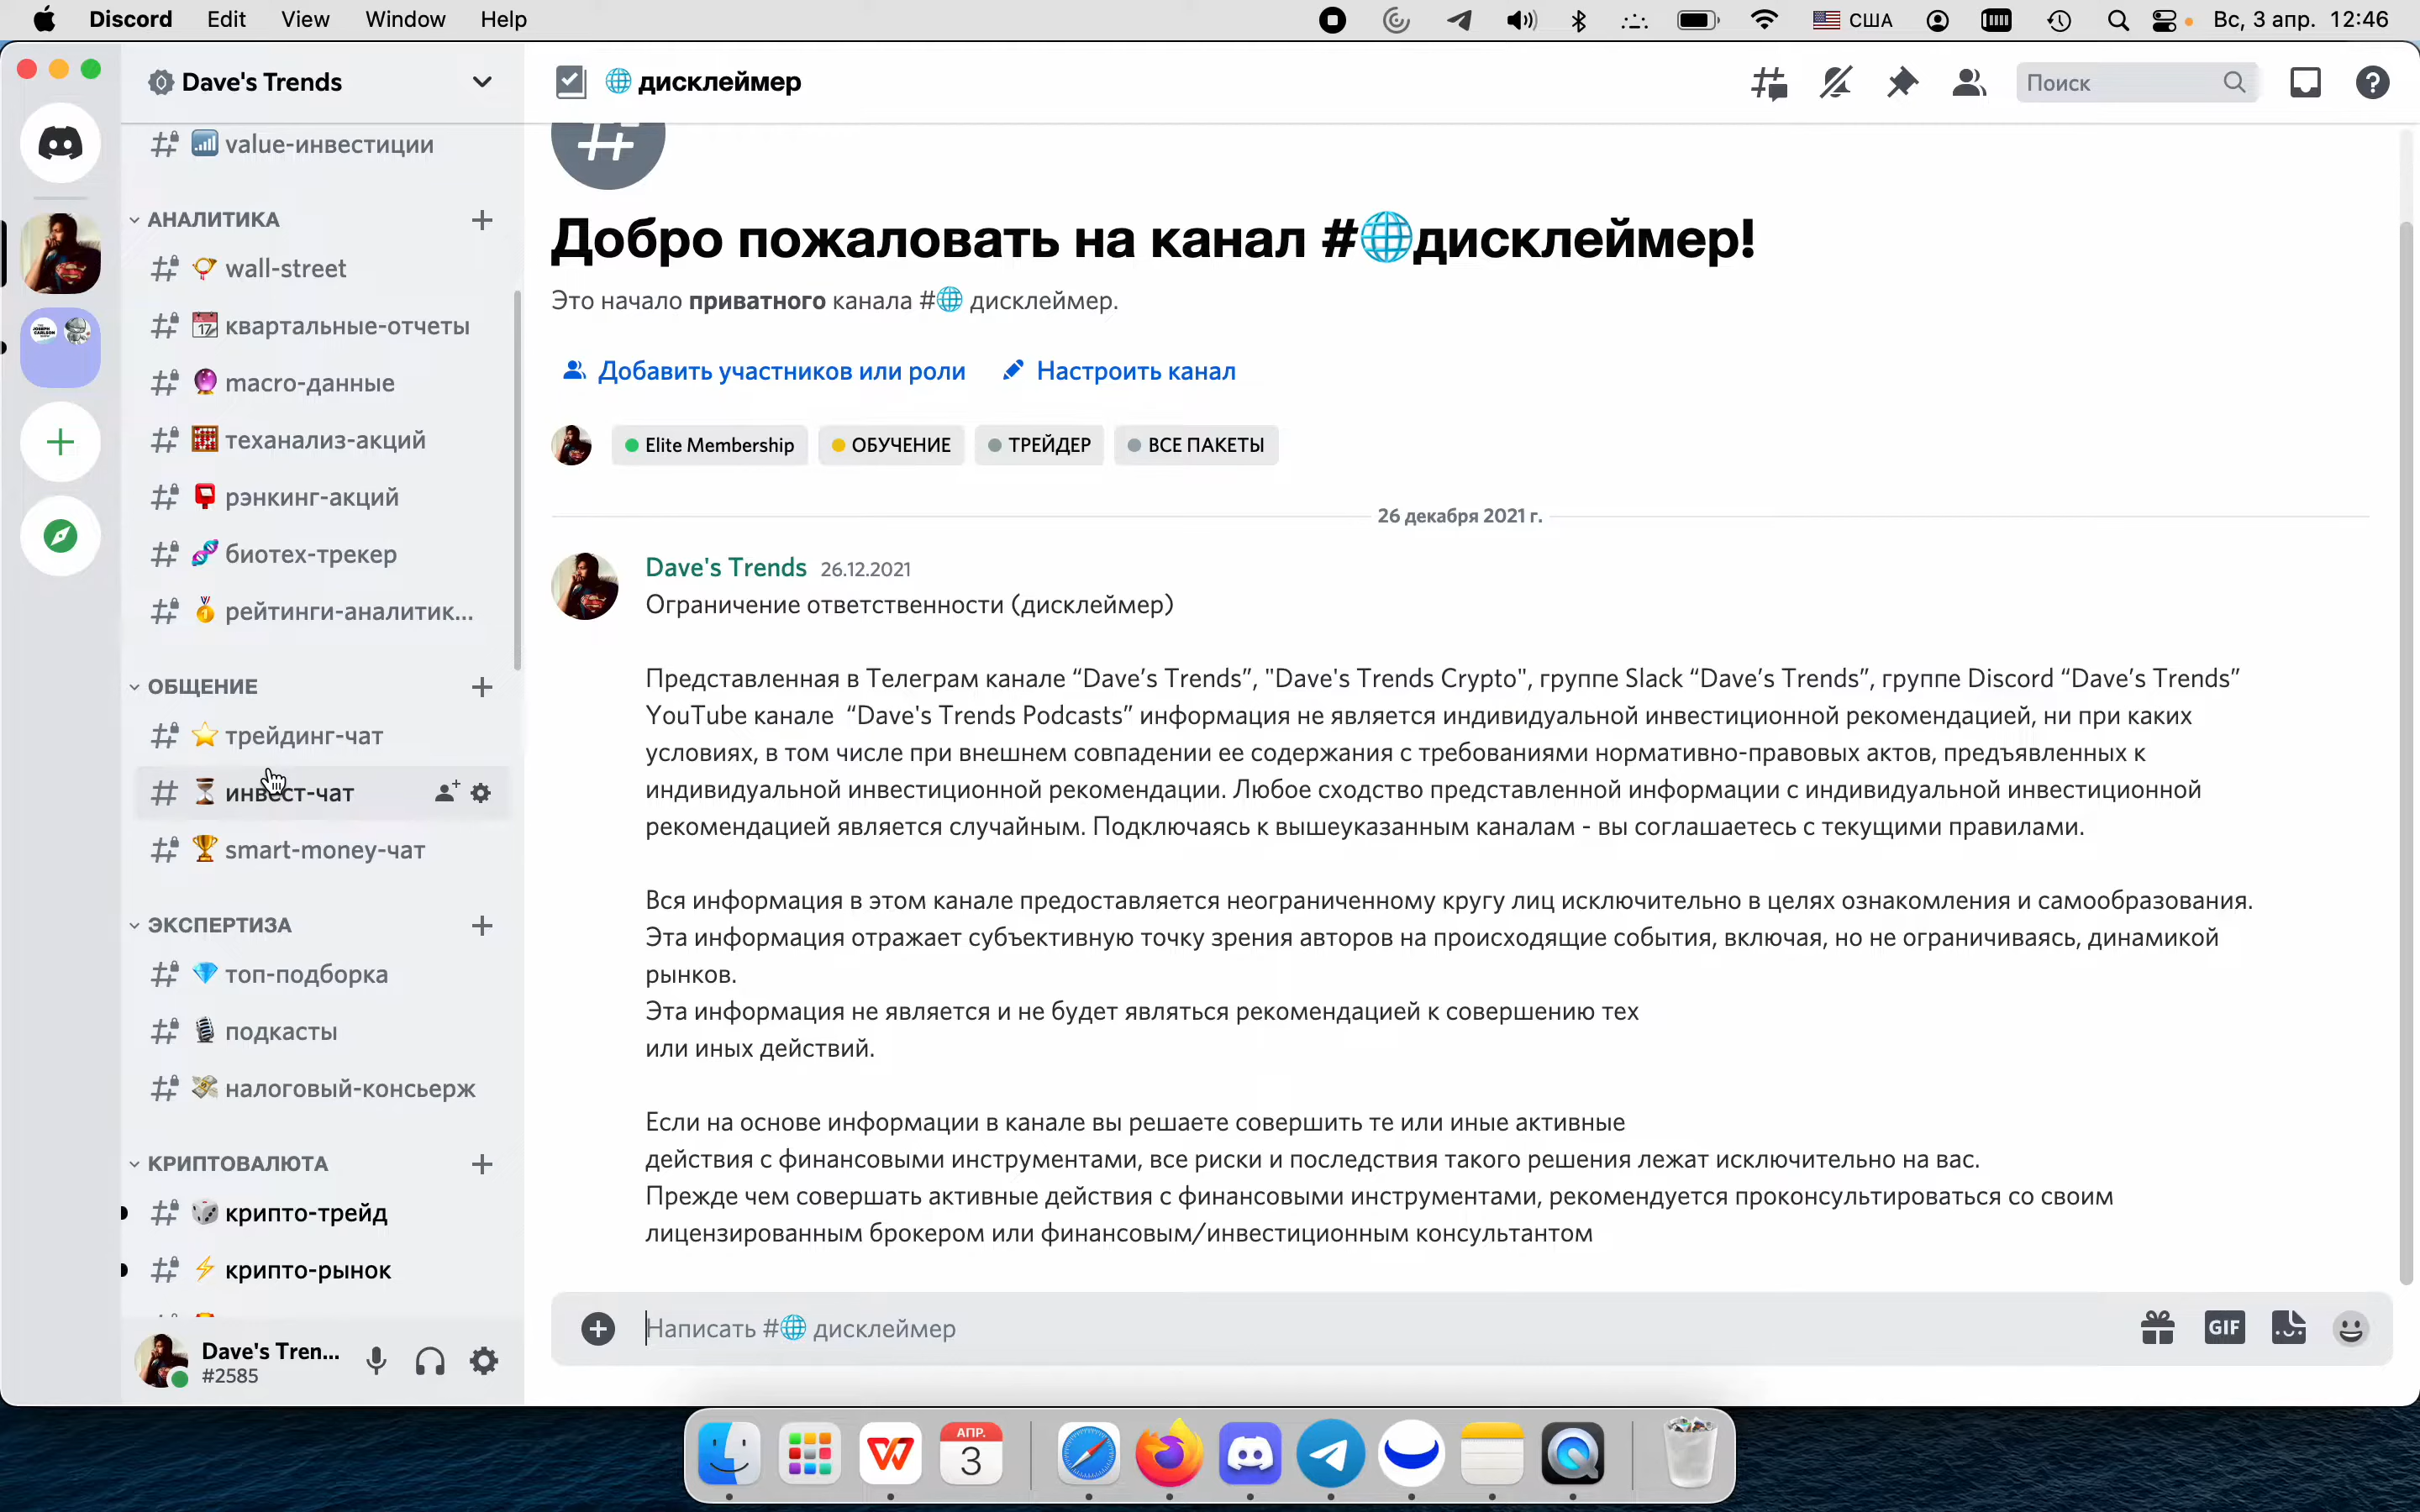 Discord Edit View Window Help
США
Вс, 3 апр. 12:46
Dave's Trends
value-инвестиции
АНАЛИТИКА
wall-street
квартальные-отчеты
macro-данные
теханализ-акций
рэнкинг-акций
биотех-трекер
рейтинги-аналитик...
ОБЩЕНИЕ
трейдинг-чат
инвест-чат
smart-money-чат
ЭКСПЕРТИЗА
топ-подборка
подкасты
налоговый-консьерж
КРИПТОВАЛЮТА
крипто-трейд
крипто-рынок
Dave's Tren...
#2585
дисклеймер
Поиск
Добро пожаловать на канал #дисклеймер!
Это начало приватного канала # дисклеймер.
Добавить участников или роли Настроить канал
Elite Membership ОБУЧЕНИЕ ТРЕЙДЕР ВСЕ ПАКЕТЫ
26 декабря 2021 г.
Dave's Trends 26.12.2021
Ограничение ответственности (дисклеймер)
Представленная в Телеграм канале “Dave’s Trends”, "Dave's Trends Crypto", группе Slack “Dave’s Trends”, группе Discord “Dave’s Trends”
YouTube канале “Dave's Trends Podcasts” информация не является индивидуальной инвестиционной рекомендацией, ни при каких
условиях, в том числе при внешнем совпадении ее содержания с требованиями нормативно-правовых актов, предъявленных к
индивидуальной инвестиционной рекомендации. Любое сходство представленной информации с индивидуальной инвестиционной
рекомендацией является случайным. Подключаясь к вышеуказанным каналам - вы соглашаетесь с текущими правилами.
Вся информация в этом канале предоставляется неограниченному кругу лиц исключительно в целях ознакомления и самообразования.
Эта информация отражает субъективную точку зрения авторов на происходящие события, включая, но не ограничиваясь, динамикой
рынков.
Эта информация не является и не будет являться рекомендацией к совершению тех
или иных действий.
Если на основе информации в канале вы решаете совершить те или иные активные
действия с финансовыми инструментами, все риски и последствия такого решения лежат исключительно на вас.
Прежде чем совершать активные действия с финансовыми инструментами, рекомендуется проконсультироваться со своим
лицензированным брокером или финансовым/инвестиционным консультантом
Написать # дисклеймер
GIF
АПР.
3